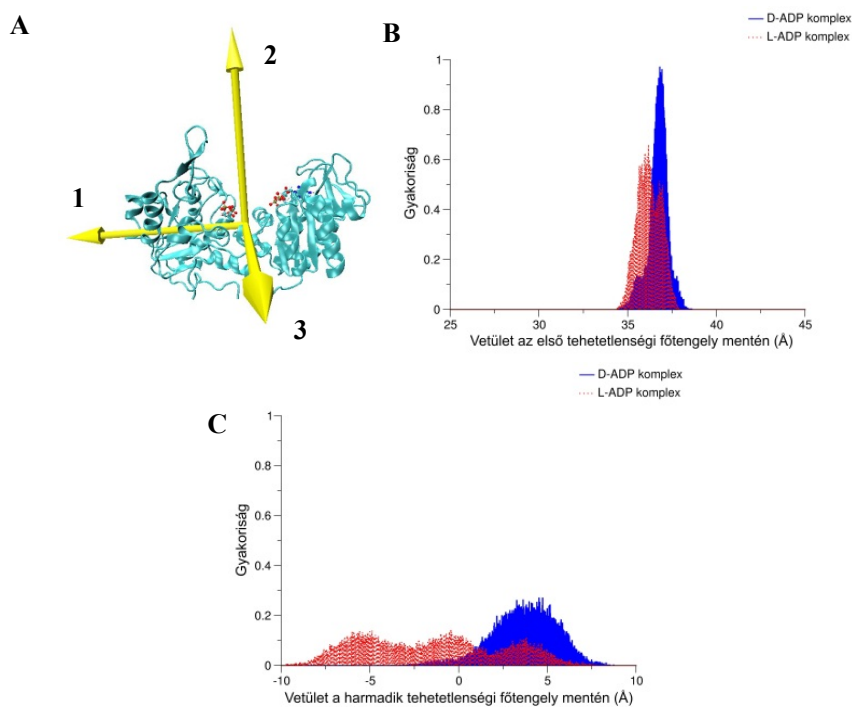 A
2
1
3
B
D-ADP komplex
L-ADP komplex
1
0.8
0.6
0.4
0.2
0
Gyakoriság
25 30 35 40 45
Vetület az első tehetetlenségi főtengely mentén (Å)
C
D-ADP komplex
L-ADP komplex
1
0.8
0.6
0.4
0.2
0
Gyakoriság
-10 -5 0 5 10
Vetület a harmadik tehetetlenségi főtengely mentén (Å)